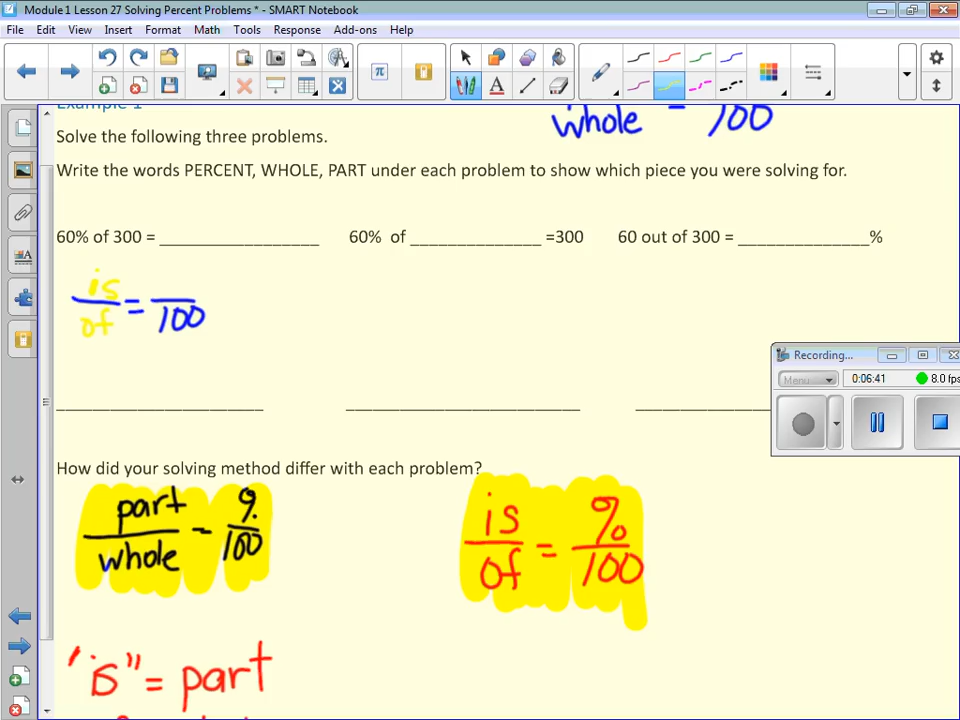 Module 1 Lesson 27 Solving Percent Problems * - SMART Notebook
File Edit View Insert Format Math Tools Response Add-ons Help
Example 1
whole = 100
Solve the following three problems.
Write the words PERCENT, WHOLE, PART under each problem to show which piece you were solving for.
60% of 300 = _________________ 60% of ______________ =300 60 out of 300 = ______________%
is
of = 100
Recording...
Menu 0:06:41 8.0 fps
How did your solving method differ with each problem?
part = %
whole 100
is = %
of 100
"is" = part